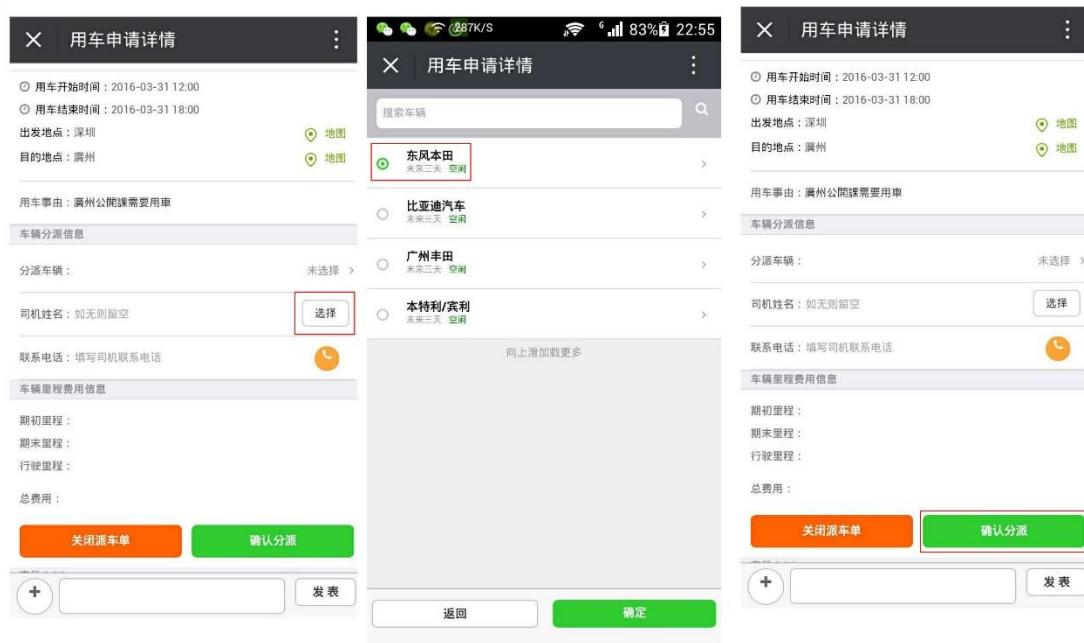 用车申请详情
用车开始时间：2016-03-31 12:00
用车结束时间：2016-03-31 18:00
出发地点：深圳
地图
目的地点：廣州
地图
用车事由：廣州公開課需要用車
车辆分派信息
分派车辆：
未选择
司机姓名：如无则留空
选择
联系电话：填写司机联系电话
车辆里程费用信息
期初里程：
期末里程：
行驶里程：
总费用：
关闭派车单
确认分派
发表
287K/S
6
83%
22:55
用车申请详情
搜索车辆
东风本田
未来三天 空闲
比亚迪汽车
未来三天 空闲
广州丰田
未来三天 空闲
本特利/宾利
未来三天 空闲
向上滑加载更多
返回
确定
用车申请详情
用车开始时间：2016-03-31 12:00
用车结束时间：2016-03-31 18:00
出发地点：深圳
地图
目的地点：廣州
地图
用车事由：廣州公開課需要用車
车辆分派信息
分派车辆：
未选择
司机姓名：如无则留空
选择
联系电话：填写司机联系电话
车辆里程费用信息
期初里程：
期末里程：
行驶里程：
总费用：
关闭派车单
确认分派
发表